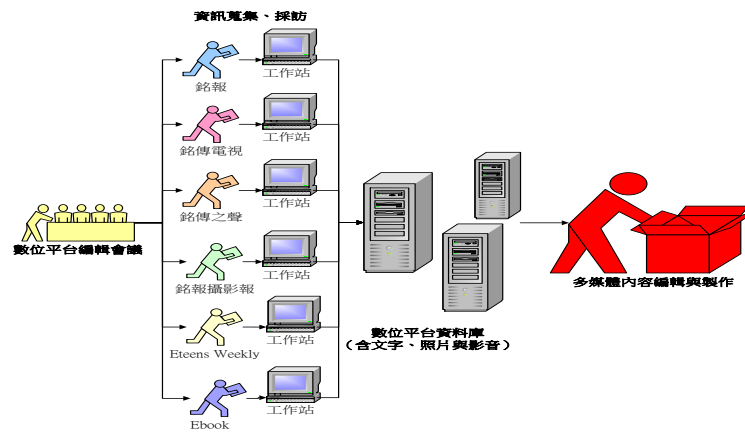 資訊蒐集、採訪
銘報
工作站
銘傳電視
工作站
銘傳之聲
工作站
數位平台編輯會議
銘報攝影報
工作站
多媒體內容編輯與製作
Eteens Weekly
工作站
數位平台資料庫
（含文字、照片與影音）
Ebook
工作站